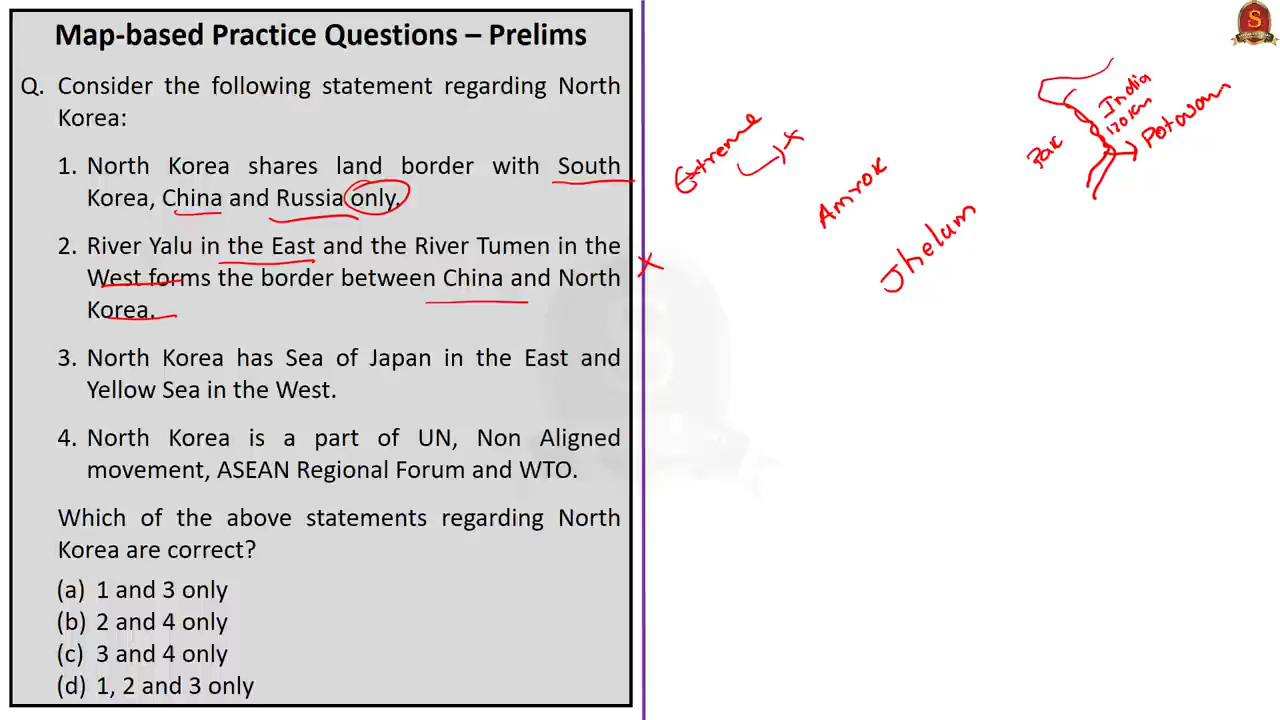 Map-based Practice Questions – Prelims
Q. Consider the following statement regarding North
Korea:
1. North Korea shares land border with South
Korea, China and Russia only.
2. River Yalu in the East and the River Tumen in the
West forms the border between China and North
Korea.
3. North Korea has Sea of Japan in the East and
Yellow Sea in the West.
4. North Korea is a part of UN, Non Aligned
movement, ASEAN Regional Forum and WTO.
Which of the above statements regarding North
Korea are correct?
(a) 1 and 3 only
(b) 2 and 4 only
(c) 3 and 4 only
(d) 1, 2 and 3 only
Extreme
Amrok
Jhelum
Pak
India
170 km
S